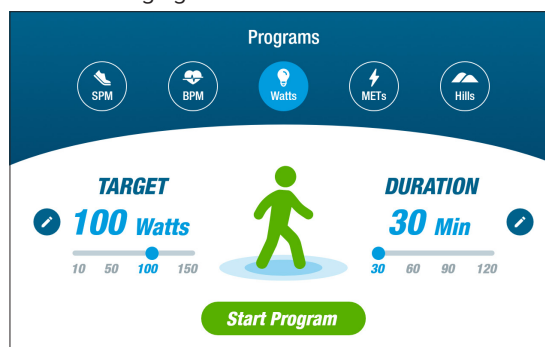 Programs
SPM
BPM
Watts
METs
Hills
TARGET
100 Watts
10 50 100 150
DURATION
30 Min
30 60 90 120
Start Program